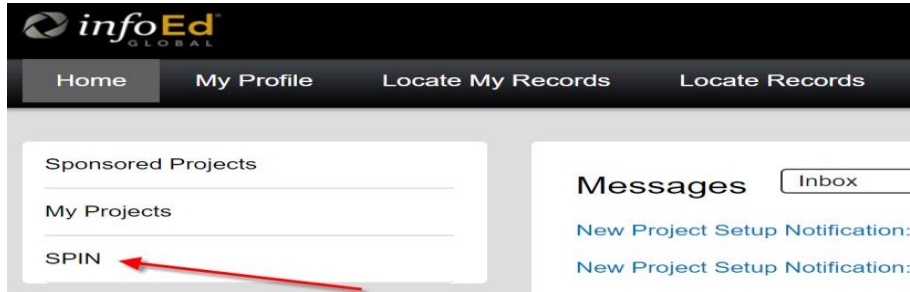 infoEd
GLOBAL
Home My Profile Locate My Records Locate Records
Sponsored Projects
My Projects
SPIN
Messages Inbox
New Project Setup Notification:
New Project Setup Notification: